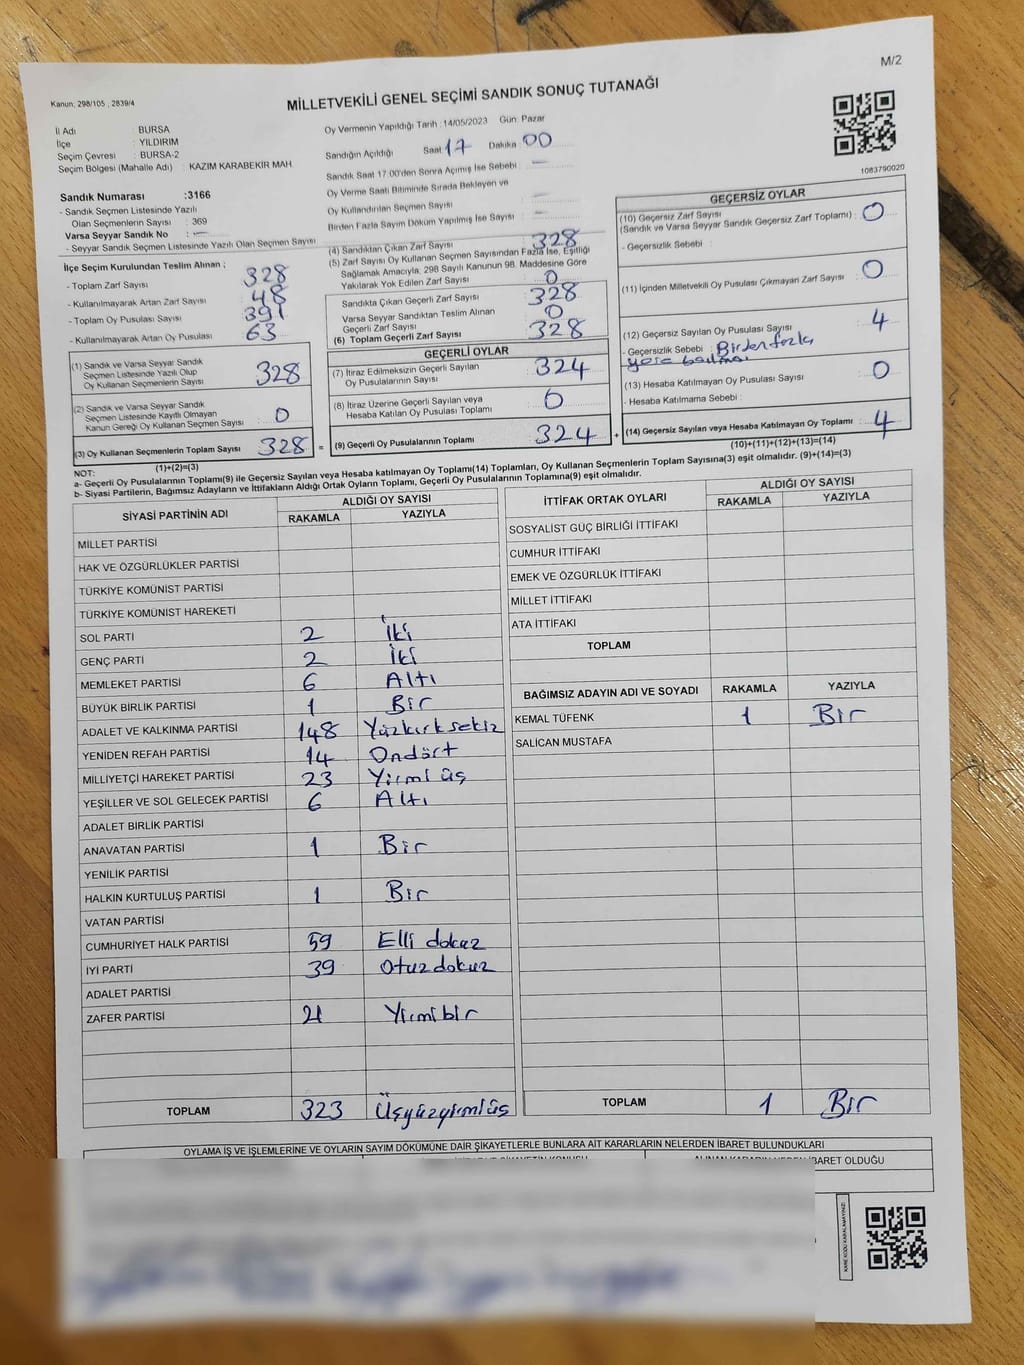 M/2
Kanun, 298/105 , 2839/4
MİLLETVEKİLİ GENEL SEÇİMİ SANDIK SONUÇ TUTANAĞI
İl Adı : BURSA
İlçe : YILDIRIM
Seçim Çevresi : BURSA-2
Seçim Bölgesi (Mahalle Adı) : KAZIM KARABEKİR MAH
Sandık Numarası :3166
- Sandık Seçmen Listesinde Yazılı
Olan Seçmenlerin Sayısı : 369
Varsa Seyyar Sandık No : —
- Seyyar Sandık Seçmen Listesinde Yazılı Olan Seçmen Sayısı
İlçe Seçim Kurulundan Teslim Alınan ;
- Toplam Zarf Sayısı : 328
- Kullanılmayarak Artan Zarf Sayısı : 48
- Toplam Oy Pusulası Sayısı : 391
- Kullanılmayarak Artan Oy Pusulası : 63
(1) Sandık ve Varsa Seyyar Sandık
Seçmen Listesinde Yazılı Olup
Oy Kullanan Seçmenlerin Sayısı : 328
(2) Sandık ve Varsa Seyyar Sandık
Seçmen Listesinde Kayıtlı Olmayan
Kanun Gereği Oy Kullanan Seçmen Sayısı : 0
(3) Oy Kullanan Seçmenlerin Toplam Sayısı : 328 =
(1)+(2)=(3)
Oy Vermenin Yapıldığı Tarih : 14/05/2023 Gün: Pazar
Sandığın Açıldığı Saat 17 Dakika 00
Sandık Saat 17:00'den Sonra Açımış İse Sebebi : —
Oy Verme Saati Bitiminde Sırada Bekleyen ve
Oy Kullandırılan Seçmen Sayısı : —
Birden Fazla Sayım Döküm Yapılmış İse Sayısı : —
(4) Sandıktan Çıkan Zarf Sayısı : 328
(5) Zarf Sayısı Oy Kullanan Seçmen Sayısından Fazla İse, Eşitliği
Sağlamak Amacıyla, 298 Sayılı Kanunun 98. Maddesine Göre
Yakılarak Yok Edilen Zarf Sayısı : 0
Sandıkta Çıkan Geçerli Zarf Sayısı : 328
Varsa Seyyar Sandıktan Teslim Alınan
Geçerli Zarf Sayısı : 0
(6) Toplam Geçerli Zarf Sayısı : 328
GEÇERLİ OYLAR
(7) İtiraz Edilmeksizin Geçerli Sayılan
Oy Pusulalarının Sayısı : 324
(8) İtiraz Üzerine Geçerli Sayılan veya
Hesaba Katılan Oy Pusulası Toplamı : 0
(9) Geçerli Oy Pusulalarının Toplamı : 324 +
1083790020
GEÇERSİZ OYLAR
(10) Geçersiz Zarf Sayısı
(Sandık ve Varsa Seyyar Sandık Geçersiz Zarf Toplamı) : 0
- Geçersizlik Sebebi :
(11) İçinden Milletvekili Oy Pusulası Çıkmayan Zarf Sayısı : 0
(12) Geçersiz Sayılan Oy Pusulası Sayısı : 4
- Geçersizlik Sebebi : Birden fazla
yere basılması
(13) Hesaba Katılmayan Oy Pusulası Sayısı : 0
- Hesaba Katılmama Sebebi :
(14) Geçersiz Sayılan veya Hesaba Katılmayan Oy Toplamı : 4
(10)+(11)+(12)+(13)=(14)
NOT:
a- Geçerli Oy Pusulalarının Toplamı(9) ile Geçersiz Sayılan veya Hesaba katılmayan Oy Toplamı(14) Toplamları, Oy Kullanan Seçmenlerin Toplam Sayısına(3) eşit olmalıdır. (9)+(14)=(3)
b- Siyasi Partilerin, Bağımsız Adayların ve İttifakların Aldığı Ortak Oyların Toplamı, Geçerli Oy Pusulalarının Toplamına(9) eşit olmalıdır.
SİYASİ PARTİNİN ADI ALDIĞI OY SAYISI
RAKAMLA YAZIYLA
MİLLET PARTİSİ
HAK VE ÖZGÜRLÜKLER PARTİSİ
TÜRKİYE KOMÜNİST PARTİSİ
TÜRKİYE KOMÜNİST HAREKETİ
SOL PARTİ 2 İki
GENÇ PARTİ 2 İki
MEMLEKET PARTİSİ 6 Altı
BÜYÜK BİRLİK PARTİSİ 1 Bir
ADALET VE KALKINMA PARTİSİ 148 Yüzkırksekiz
YENİDEN REFAH PARTİSİ 14 Ondört
MİLLİYETÇİ HAREKET PARTİSİ 23 Yirmi üç
YEŞİLLER VE SOL GELECEK PARTİSİ 6 Altı
ADALET BİRLİK PARTİSİ
ANAVATAN PARTİSİ 1 Bir
YENİLİK PARTİSİ
HALKIN KURTULUŞ PARTİSİ 1 Bir
VATAN PARTİSİ
CUMHURİYET HALK PARTİSİ 59 Elli dokuz
İYİ PARTİ 39 Otuz dokuz
ADALET PARTİSİ
ZAFER PARTİSİ 21 Yirmibir
TOPLAM 323 Üçyüzyirmiüç
İTTİFAK ORTAK OYLARI ALDIĞI OY SAYISI
RAKAMLA YAZIYLA
SOSYALİST GÜÇ BİRLİĞİ İTTİFAKI
CUMHUR İTTİFAKI
EMEK VE ÖZGÜRLÜK İTTİFAKI
MİLLET İTTİFAKI
ATA İTTİFAKI
TOPLAM
BAĞIMSIZ ADAYIN ADI VE SOYADI RAKAMLA YAZIYLA
KEMAL TÜFENK 1 Bir
SALİCAN MUSTAFA
TOPLAM 1 Bir
OYLAMA İŞ VE İŞLEMLERİNE VE OYLARIN SAYIM DÖKÜMÜNE DAİR ŞİKAYETLERLE BUNLARA AİT KARARLARIN NELERDEN İBARET BULUNDUKLARI
ALINAN KARARIN NEDEN İBARET OLDUĞU
KARE KODU KARALAMAYINIZ!